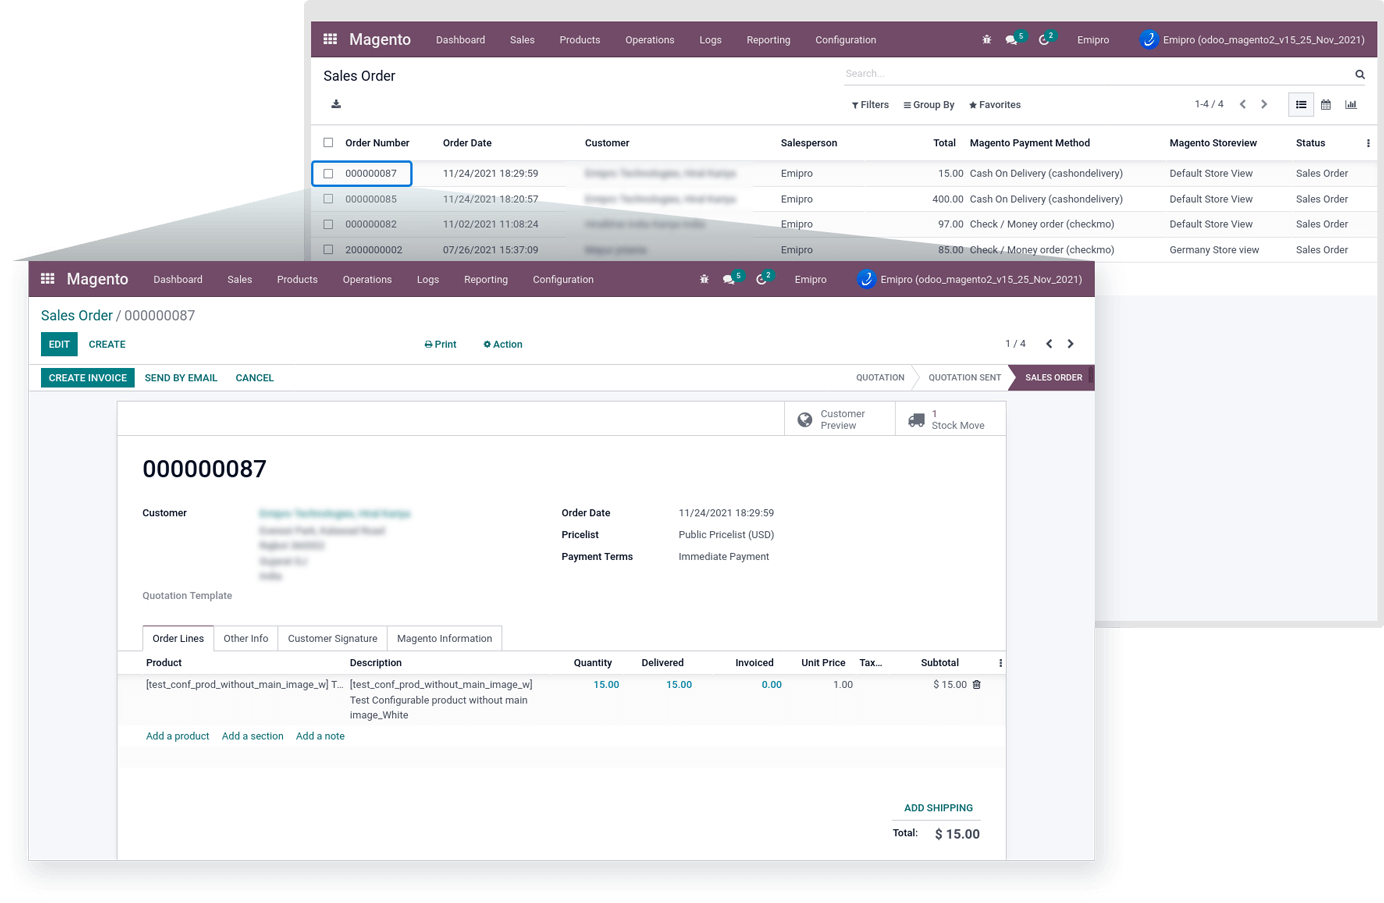 Magento Dashboard Sales Products Operations Logs Reporting Configuration 5 2 Emipro Emipro (odoo_magento2_v15_25_Nov_2021)
Sales Order Search...
Filters Group By Favorites 1-4 / 4
Order Number Order Date Customer Salesperson Total Magento Payment Method Magento Storeview Status
000000087 11/24/2021 18:29:59 Emipro 15.00 Cash On Delivery (cashondelivery) Default Store View Sales Order
000000085 11/24/2021 18:20:57 Emipro 400.00 Cash On Delivery (cashondelivery) Default Store View Sales Order
000000082 11/02/2021 11:08:24 Emipro 97.00 Check / Money order (checkmo) Default Store View Sales Order
2000000002 07/26/2021 15:37:09 Emipro 85.00 Check / Money order (checkmo) Germany Store view Sales Order
Magento Dashboard Sales Products Operations Logs Reporting Configuration 5 2 Emipro Emipro (odoo_magento2_v15_25_Nov_2021)
Sales Order / 000000087
EDIT CREATE Print Action 1 / 4
CREATE INVOICE SEND BY EMAIL CANCEL QUOTATION QUOTATION SENT SALES ORDER
Customer Preview 1 Stock Move
000000087
Customer Order Date 11/24/2021 18:29:59
Pricelist Public Pricelist (USD)
Payment Terms Immediate Payment
India
Quotation Template
Order Lines Other Info Customer Signature Magento Information
Product Description Quantity Delivered Invoiced Unit Price Tax... Subtotal
[test_conf_prod_without_main_image_w] T... [test_conf_prod_without_main_image_w] 15.00 15.00 0.00 1.00 $ 15.00
Test Configurable product without main
image_White
Add a product Add a section Add a note
ADD SHIPPING
Total: $ 15.00